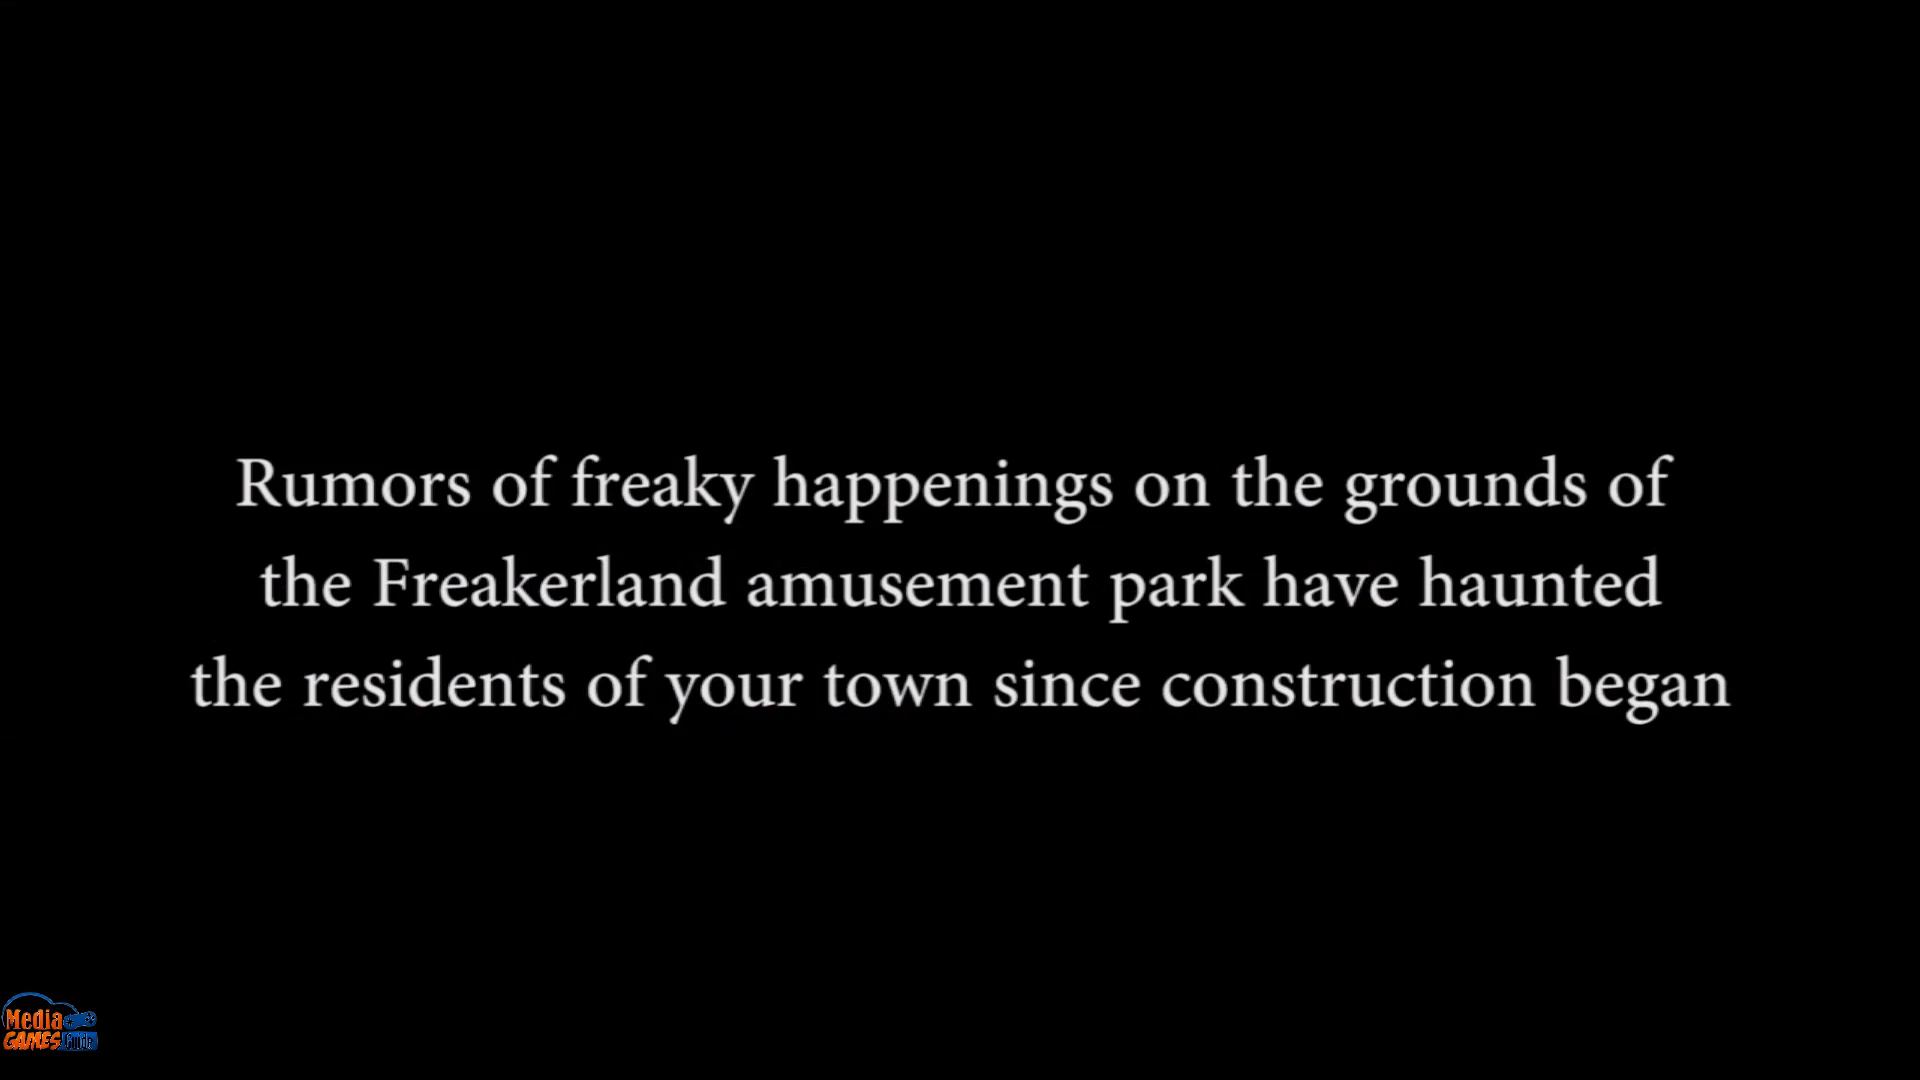 Rumors of freaky happenings on the grounds of
the Freakerland amusement park have haunted
the residents of your town since construction began
Media
GAMES Guide